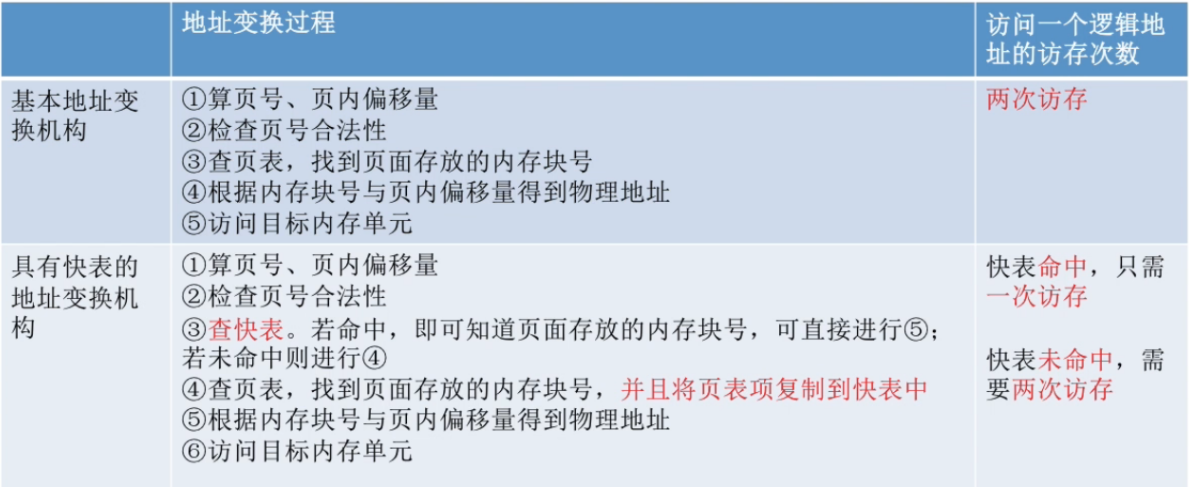 地址变换过程
访问一个逻辑地
址的访存次数
基本地址变
换机构
①算页号、页内偏移量
②检查页号合法性
③查页表，找到页面存放的内存块号
④根据内存块号与页内偏移量得到物理地址
⑤访问目标内存单元
两次访存
具有快表的
地址变换机
构
①算页号、页内偏移量
②检查页号合法性
③查快表。若命中，即可知道页面存放的内存块号，可直接进行⑤；
若未命中则进行④
④查页表，找到页面存放的内存块号，并且将页表项复制到快表中
⑤根据内存块号与页内偏移量得到物理地址
⑥访问目标内存单元
快表命中，只需
一次访存
快表未命中，需
要两次访存